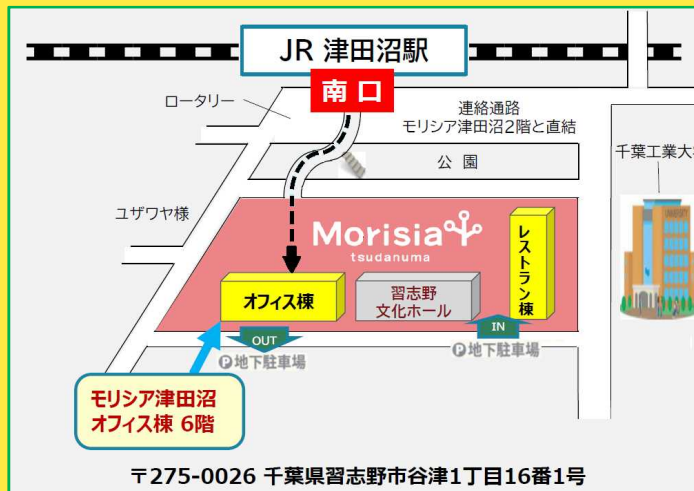 JR 津田沼駅
南 口
ロータリー
連絡通路
モリシア津田沼2階と直結
公 園
千葉工業大
ユザワヤ様
Morisia
tsudanuma
レストラン棟
オフィス棟
習志野
文化ホール
OUT
IN
P地下駐車場
P地下駐車場
モリシア津田沼
オフィス棟 6階
〒275-0026 千葉県習志野市谷津1丁目16番1号